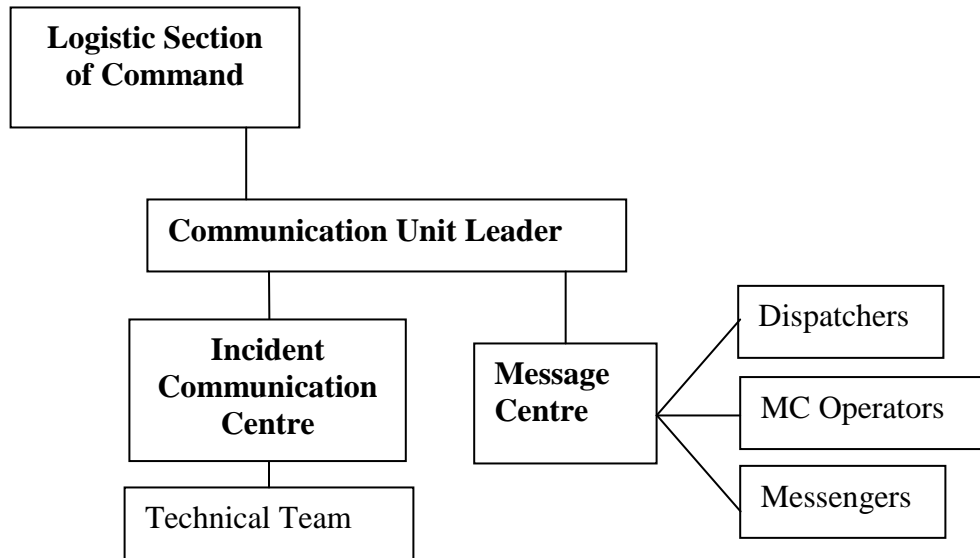 Logistic Section
of Command
Communication Unit Leader
Incident
Communication
Centre
Message
Centre
Dispatchers
MC Operators
Messengers
Technical Team